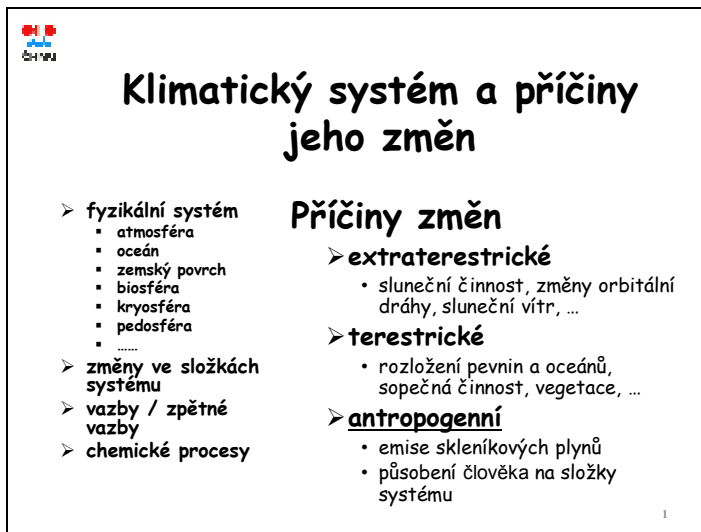 ČHMÚ
Klimatický systém a příčiny
jeho změn
➢ fyzikální systém
▪ atmosféra
▪ oceán
▪ zemský povrch
▪ biosféra
▪ kryosféra
▪ pedosféra
▪ ……
➢ změny ve složkách
systému
➢ vazby / zpětné
vazby
➢ chemické procesy
Příčiny změn
➢ extraterestrické
• sluneční činnost, změny orbitální
dráhy, sluneční vítr, …
➢ terestrické
• rozložení pevnin a oceánů,
sopečná činnost, vegetace, …
➢ antropogenní
• emise skleníkových plynů
• působení člověka na složky
systému
1